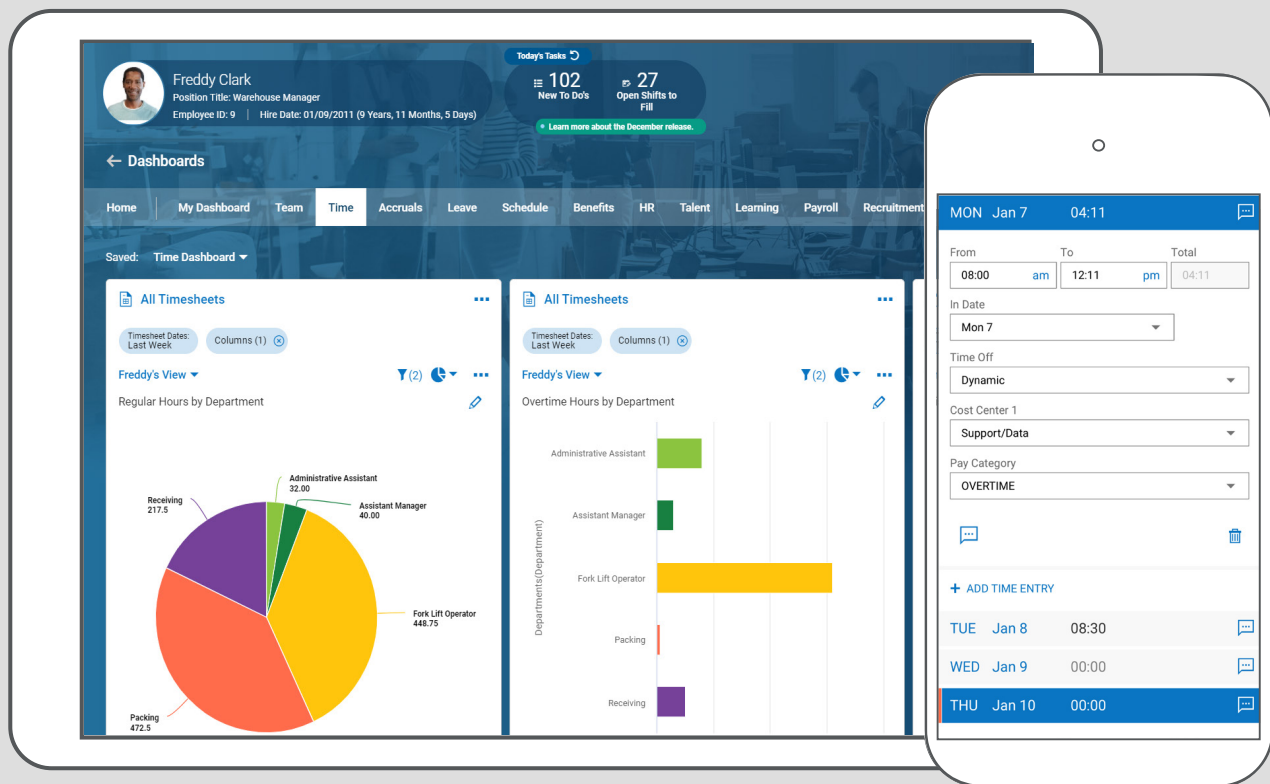 Today's Tasks
Freddy Clark
Position Title: Warehouse Manager
Employee ID: 9 | Hire Date: 01/09/2011 (9 Years, 11 Months, 5 Days)
102
New To Do's
27
Open Shifts to
Fill
Learn more about the December release.
← Dashboards
Home My Dashboard Team Time Accruals Leave Schedule Benefits HR Talent Learning Payroll Recruitment
Saved: Time Dashboard
All Timesheets
Timesheet Dates:
Last Week
Columns (1)
Freddy's View
(2)
Regular Hours by Department
Administrative Assistant
32.00
Assistant Manager
40.00
Receiving
217.5
Fork Lift Operator
448.75
Packing
472.5
All Timesheets
Timesheet Dates:
Last Week
Columns (1)
Freddy's View
(2)
Overtime Hours by Department
Departments(Department)
Administrative Assistant
Assistant Manager
Fork Lift Operator
Packing
Receiving
MON Jan 7 04:11
From To Total
08:00 am 12:11 pm 04:11
In Date
Mon 7
Time Off
Dynamic
Cost Center 1
Support/Data
Pay Category
OVERTIME
+ ADD TIME ENTRY
TUE Jan 8 08:30
WED Jan 9 00:00
THU Jan 10 00:00